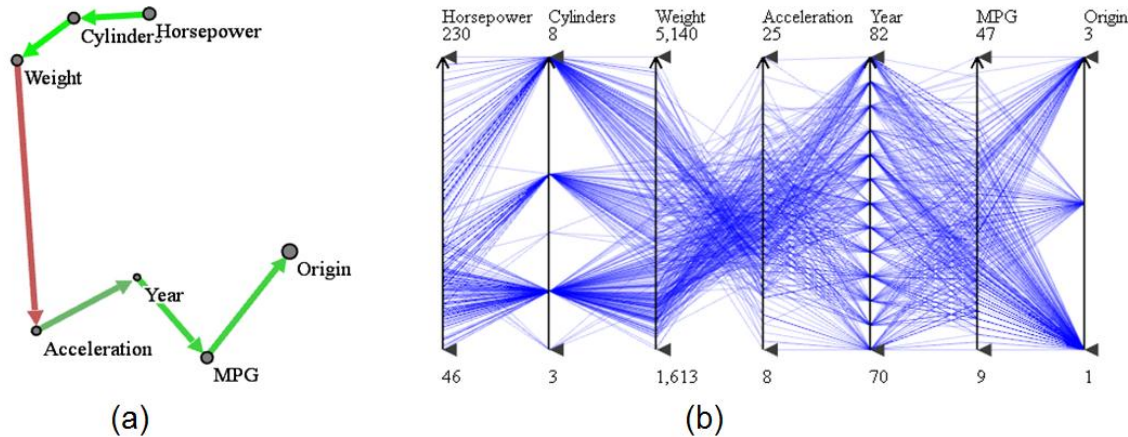 Cylinders
Horsepower
Weight
Acceleration
Year
MPG
Origin
(a)
Horsepower Cylinders Weight Acceleration Year MPG Origin
230 8 5,140 25 82 47 3
46 3 1,613 8 70 9 1
(b)